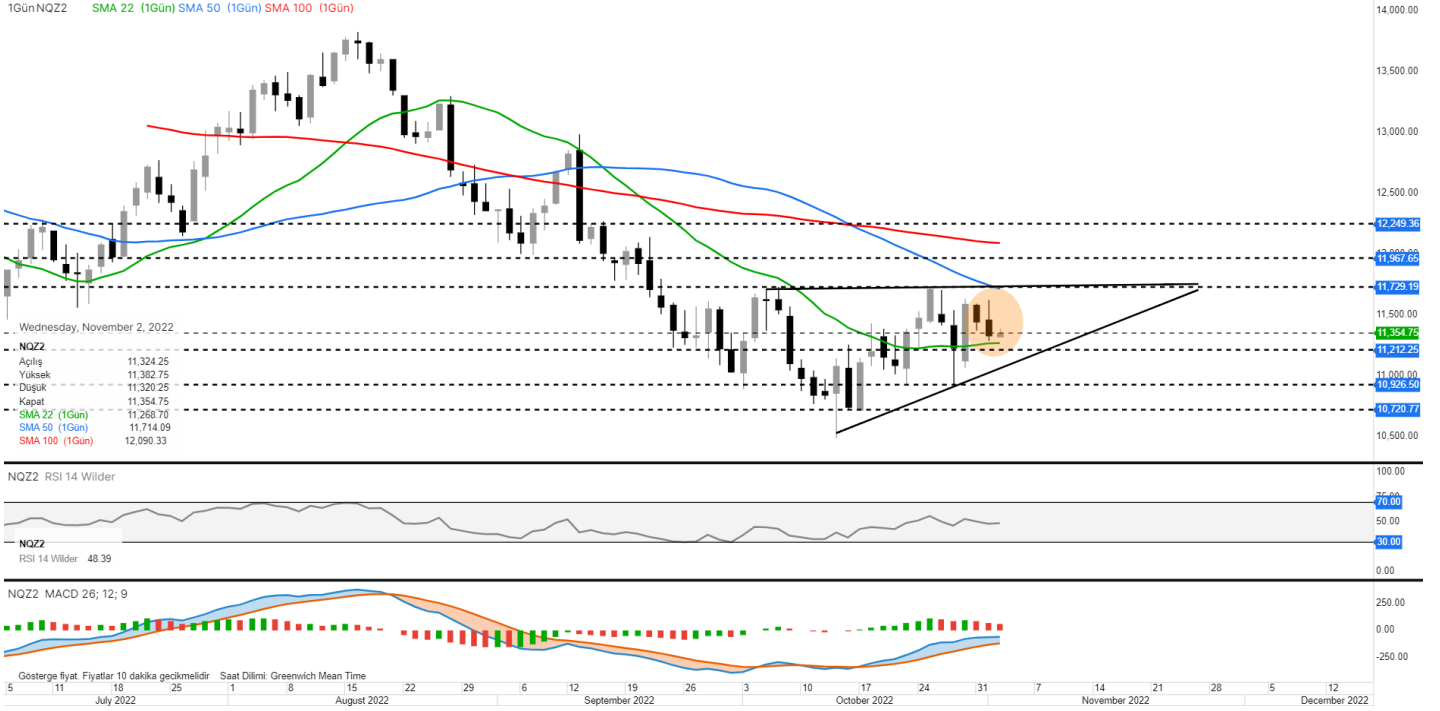 1Gün NQZ2 SMA 22 (1Gün) SMA 50 (1Gün) SMA 100 (1Gün)
14,000.00
13,500.00
13,000.00
12,500.00
12,249.36
11,967.65
11,729.19
11,500.00
11,354.75
11,212.25
11,000.00
10,926.50
10,720.77
10,500.00
Wednesday, November 2, 2022
NQZ2
Açılış 11,324.25
Yüksek 11,382.75
Düşük 11,320.25
Kapat 11,354.75
SMA 22 (1Gün) 11,268.70
SMA 50 (1Gün) 11,714.09
SMA 100 (1Gün) 12,090.33
NQZ2 RSI 14 Wilder
100.00
70.00
50.00
30.00
0.00
NQZ2
RSI 14 Wilder 48.39
NQZ2 MACD 26; 12; 9
250.00
0.00
-250.00
Gösterge fiyat. Fiyatlar 10 dakika gecikmelidir Saat Dilimi: Greenwich Mean Time
5 11 18 25 1 8 15 22 29 6 12 19 26 3 10 17 24 31 7 14 21 28 5 12
July 2022 August 2022 September 2022 October 2022 November 2022 December 2022